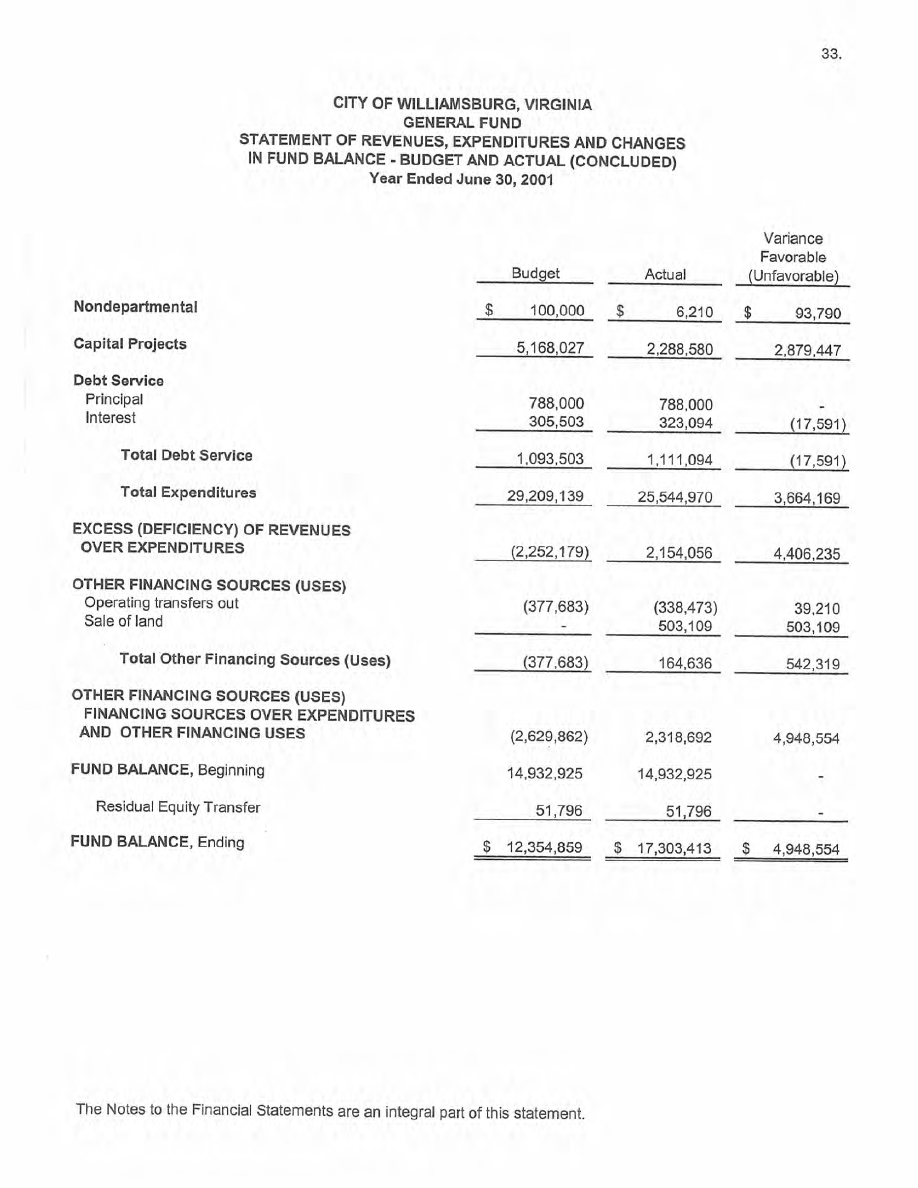 33.
CITY OF WILLIAMSBURG, VIRGINIA
GENERAL FUND
STATEMENT OF REVENUES, EXPENDITURES AND CHANGES
IN FUND BALANCE - BUDGET AND ACTUAL (CONCLUDED)
Year Ended June 30, 2001
Variance
Favorable
Budget Actual (Unfavorable)
Nondepartmental $ 100,000 $ 6,210 $ 93,790
Capital Projects 5,168,027 2,288,580 2,879,447
Debt Service
Principal 788,000 788,000 -
Interest 305,503 323,094 (17,591)
Total Debt Service 1,093,503 1,111,094 (17,591)
Total Expenditures 29,209,139 25,544,970 3,664,169
EXCESS (DEFICIENCY) OF REVENUES
OVER EXPENDITURES (2,252,179) 2,154,056 4,406,235
OTHER FINANCING SOURCES (USES)
Operating transfers out (377,683) (338,473) 39,210
Sale of land - 503,109 503,109
Total Other Financing Sources (Uses) (377,683) 164,636 542,319
OTHER FINANCING SOURCES (USES)
FINANCING SOURCES OVER EXPENDITURES
AND OTHER FINANCING USES (2,629,862) 2,318,692 4,948,554
FUND BALANCE, Beginning 14,932,925 14,932,925 -
Residual Equity Transfer 51,796 51,796 -
FUND BALANCE, Ending $ 12,354,859 $ 17,303,413 $ 4,948,554
The Notes to the Financial Statements are an integral part of this statement.